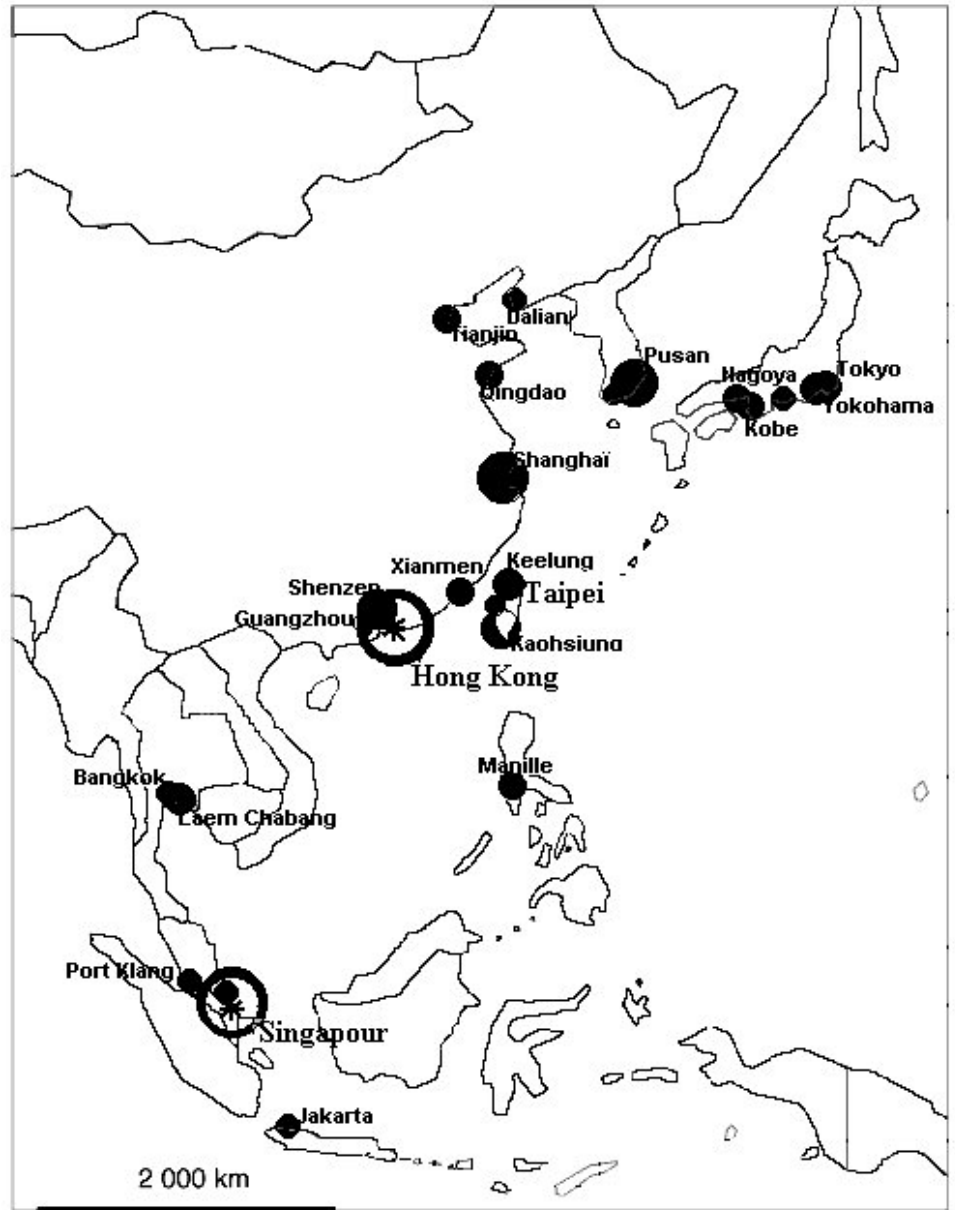 Dalian
Tianjin
Pusan
Nagoya
Tokyo
Qingdao
Yokohama
Kobe
Shanghaï
Xianmen
Keelung
Shenzen
Taipei
Guangzhou
Kaohsiung
Hong Kong
Manille
Bangkok
Laem Chabang
Port Klang
Singapour
Jakarta
2 000 km